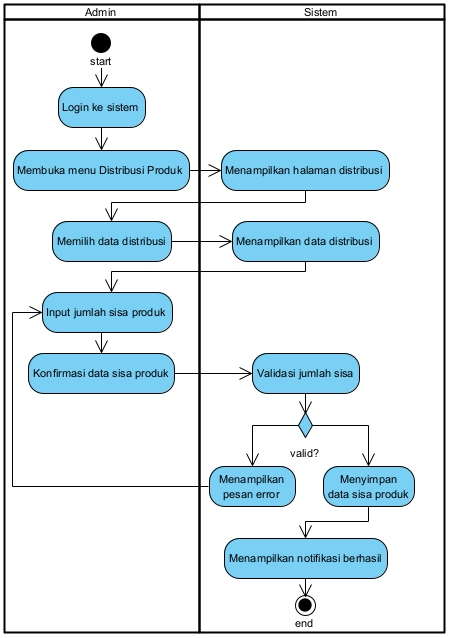 Admin
Sistem
start
Login ke sistem
Membuka menu Distribusi Produk
Menampilkan halaman distribusi
Memilih data distribusi
Menampilkan data distribusi
Input jumlah sisa produk
Konfirmasi data sisa produk
Validasi jumlah sisa
valid?
Menampilkan
pesan error
Menyimpan
data sisa produk
Menampilkan notifikasi berhasil
end